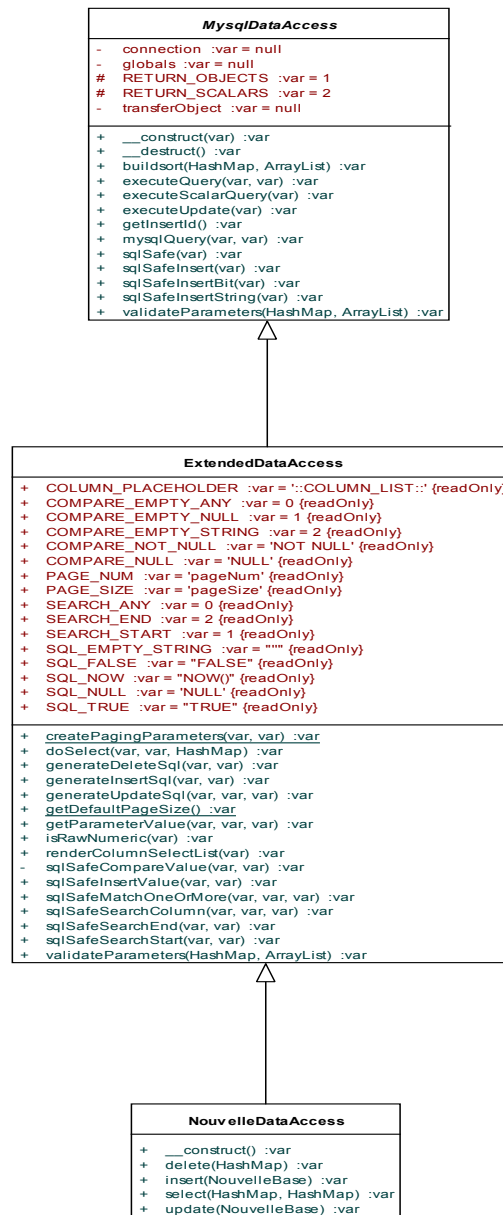 MysqlDataAccess
- connection :var = null
- globals :var = null
# RETURN_OBJECTS :var = 1
# RETURN_SCALARS :var = 2
- transferObject :var = null
+ __construct(var) :var
+ __destruct() :var
+ buildsort(HashMap, ArrayList) :var
+ executeQuery(var, var) :var
+ executeScalarQuery(var) :var
+ executeUpdate(var) :var
+ getInsertId() :var
+ mysqlQuery(var, var) :var
+ sqlSafe(var) :var
+ sqlSafeInsert(var) :var
+ sqlSafeInsertBit(var) :var
+ sqlSafeInsertString(var) :var
+ validateParameters(HashMap, ArrayList) :var
ExtendedDataAccess
+ COLUMN_PLACEHOLDER :var = '::COLUMN_LIST::' {readOnly}
+ COMPARE_EMPTY_ANY :var = 0 {readOnly}
+ COMPARE_EMPTY_NULL :var = 1 {readOnly}
+ COMPARE_EMPTY_STRING :var = 2 {readOnly}
+ COMPARE_NOT_NULL :var = 'NOT NULL' {readOnly}
+ COMPARE_NULL :var = 'NULL' {readOnly}
+ PAGE_NUM :var = 'pageNum' {readOnly}
+ PAGE_SIZE :var = 'pageSize' {readOnly}
+ SEARCH_ANY :var = 0 {readOnly}
+ SEARCH_END :var = 2 {readOnly}
+ SEARCH_START :var = 1 {readOnly}
+ SQL_EMPTY_STRING :var = "''" {readOnly}
+ SQL_FALSE :var = "FALSE" {readOnly}
+ SQL_NOW :var = "NOW()" {readOnly}
+ SQL_NULL :var = 'NULL' {readOnly}
+ SQL_TRUE :var = "TRUE" {readOnly}
+ createPagingParameters(var, var) :var
+ doSelect(var, var, HashMap) :var
+ generateDeleteSql(var, var) :var
+ generateInsertSql(var, var) :var
+ generateUpdateSql(var, var) :var
+ getDefaultPageSize() :var
+ getParameterValue(var, var, var) :var
+ isRawNumeric(var) :var
+ renderColumnSelectList(var) :var
- sqlSafeCompareValue(var, var) :var
+ sqlSafeInsertValue(var, var) :var
+ sqlSafeMatchOneOrMore(var, var, var) :var
+ sqlSafeSearchColumn(var, var, var) :var
+ sqlSafeSearchEnd(var, var) :var
+ sqlSafeSearchStart(var, var) :var
+ validateParameters(HashMap, ArrayList) :var
NouvelleDataAccess
+ __construct() :var
+ delete(HashMap) :var
+ insert(NouvelleBase) :var
+ select(HashMap, HashMap) :var
+ update(NouvelleBase) :var